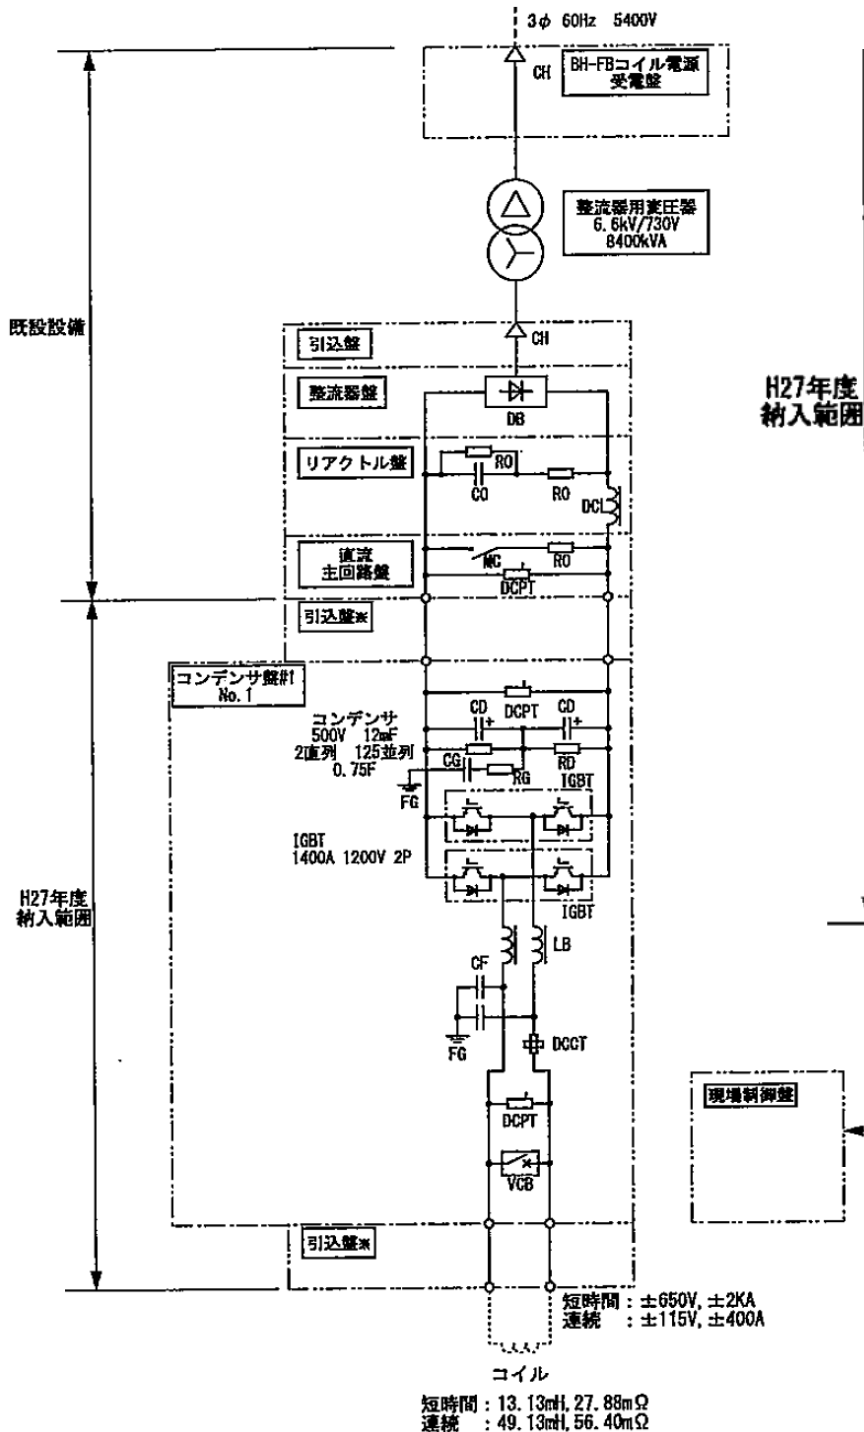 3φ 60Hz 5400V
CH
BH-FBコイル電源
受電盤
整流器用変圧器
6.6kV/730V
8400kVA
既設設備
引込盤
CH
整流器盤
DB
H27年度
納入範囲
リアクトル盤
RO
CO
RO
DCL
直流
主回路盤
MC
RO
DCPT
引込盤※
コンデンサ盤#1
No.1
DCPT
コンデンサ
500V 12mF
2直列 125並列
0.75F
CD
CD
CG
RG
RD
FG
IGBT
IGBT
1400A 1200V 2P
H27年度
納入範囲
IGBT
LB
CF
FG
DCCT
現場制御盤
DCPT
VCB
引込盤※
短時間:±650V,±2KA
連続 :±115V,±400A
コイル
短時間:13.13mH,27.88mΩ
連続 :49.13mH,56.40mΩ